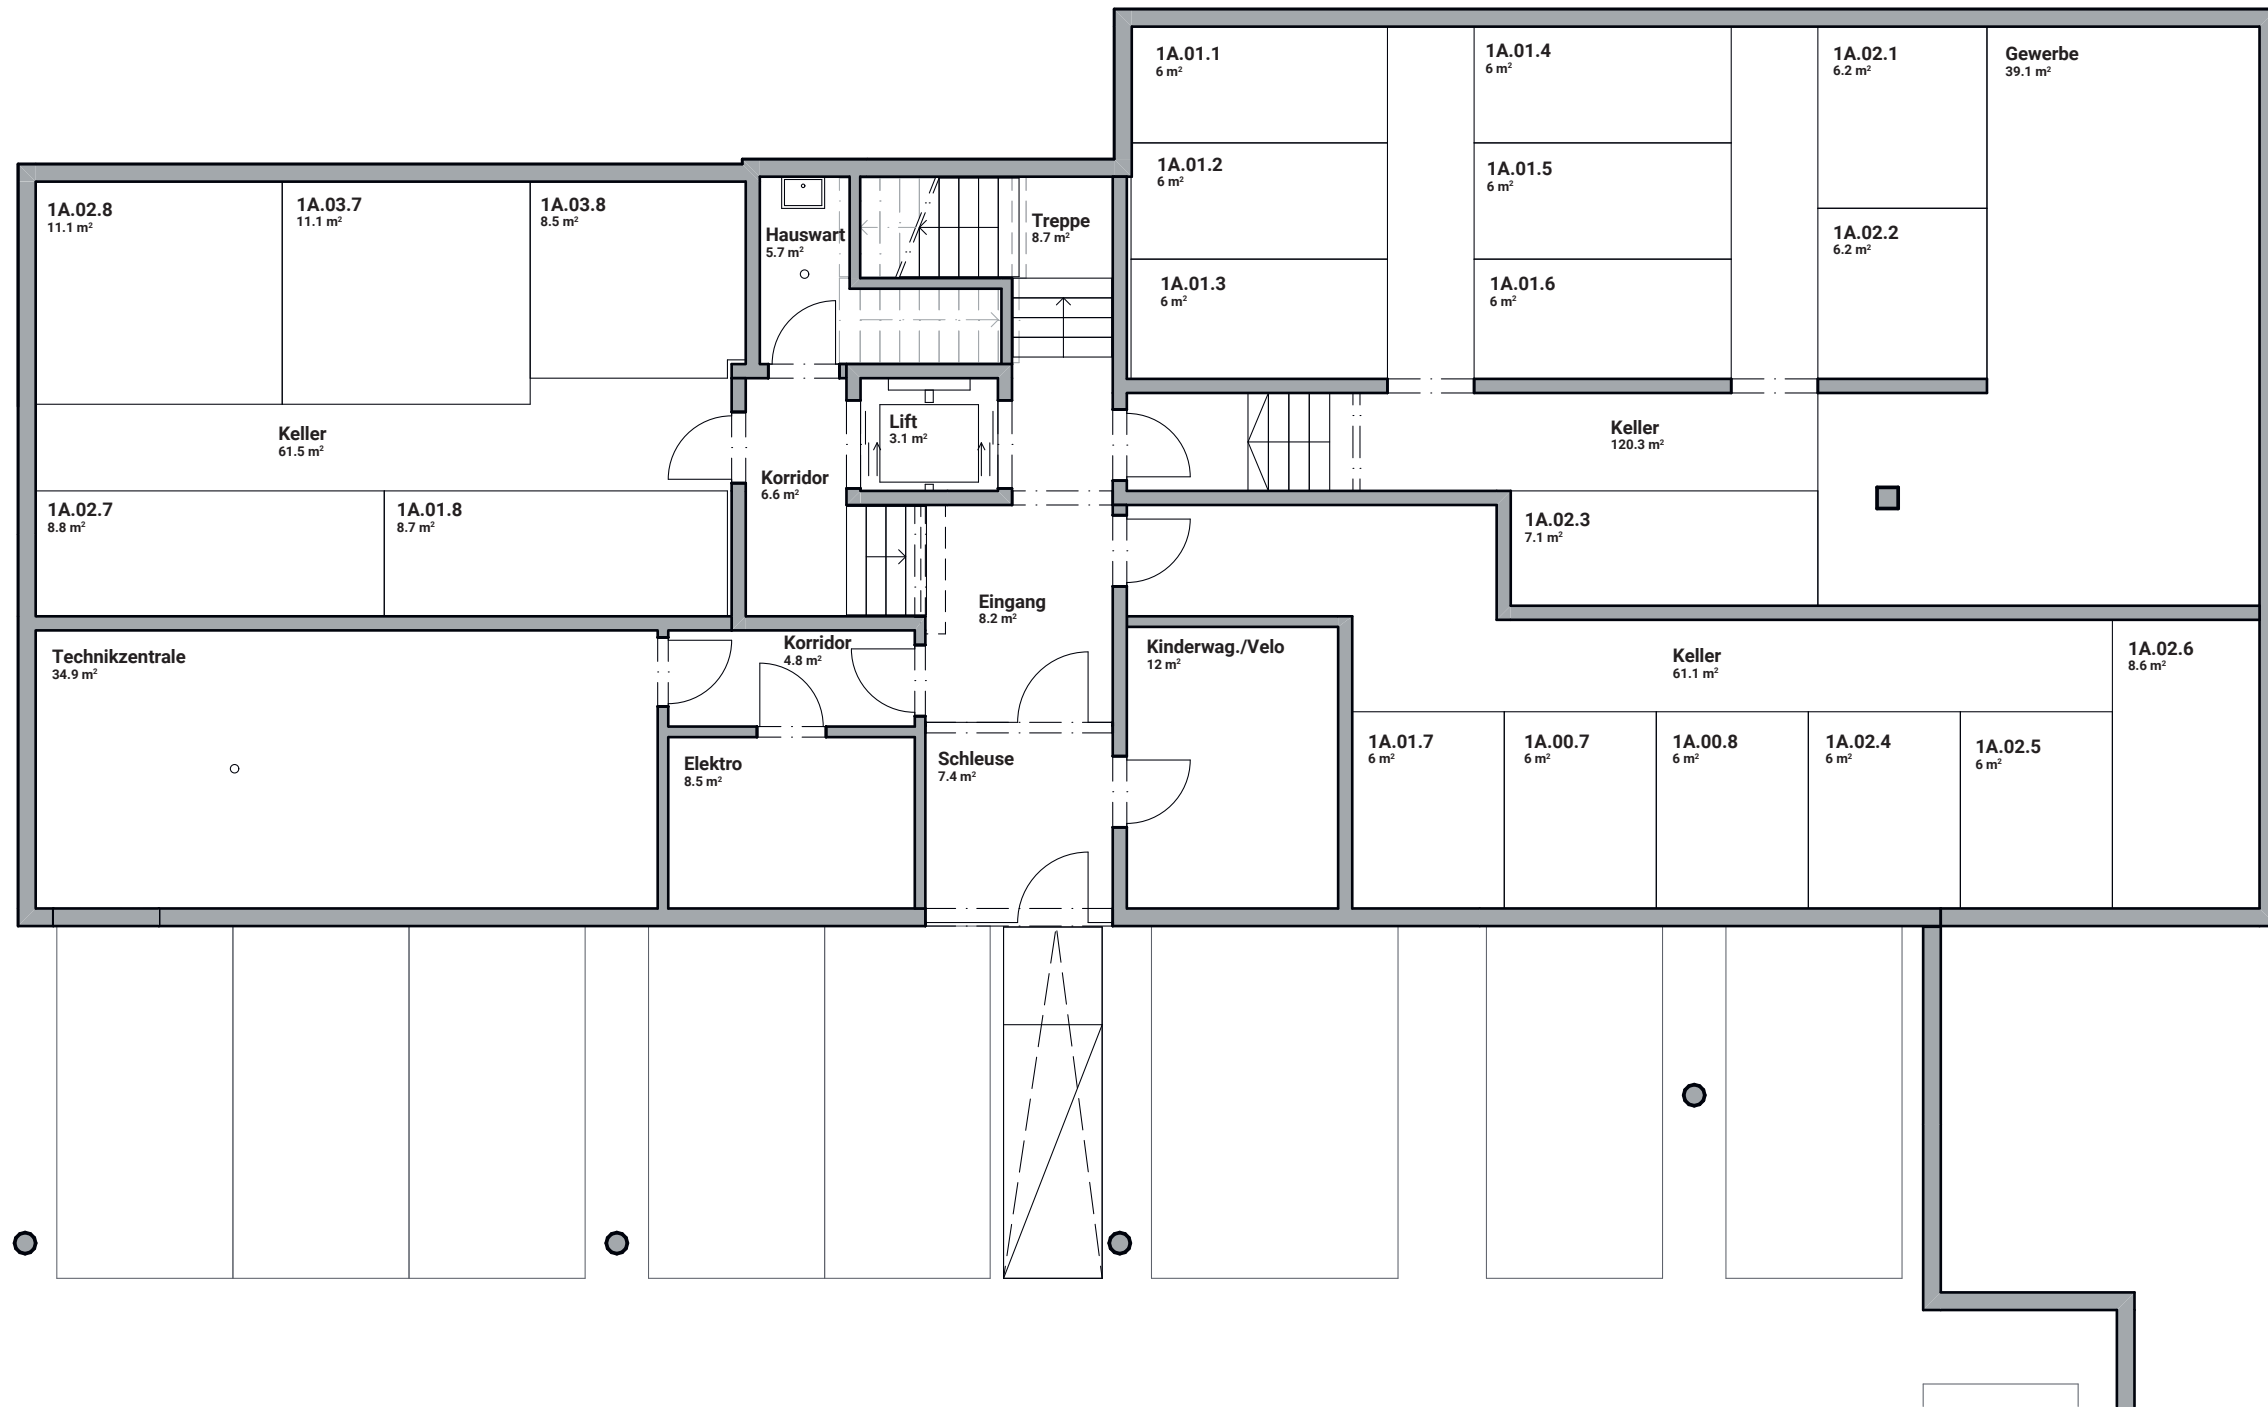 1A.01.1
6 m²
1A.01.4
6 m²
1A.02.1
6.2 m²
Gewerbe
39.1 m²
1A.01.2
6 m²
1A.01.5
6 m²
1A.02.8
11.1 m²
1A.03.7
11.1 m²
1A.03.8
8.5 m²
Hauswart
5.7 m²
Treppe
8.7 m²
1A.02.2
6.2 m²
1A.01.3
6 m²
1A.01.6
6 m²
Keller
61.5 m²
Lift
3.1 m²
Keller
120.3 m²
Korridor
6.6 m²
1A.02.7
8.8 m²
1A.01.8
8.7 m²
1A.02.3
7.1 m²
Eingang
8.2 m²
Technikzentrale
34.9 m²
Korridor
4.8 m²
Kinderwag./Velo
12 m²
Keller
61.1 m²
1A.02.6
8.6 m²
Elektro
8.5 m²
Schleuse
7.4 m²
1A.01.7
6 m²
1A.00.7
6 m²
1A.00.8
6 m²
1A.02.4
6 m²
1A.02.5
6 m²